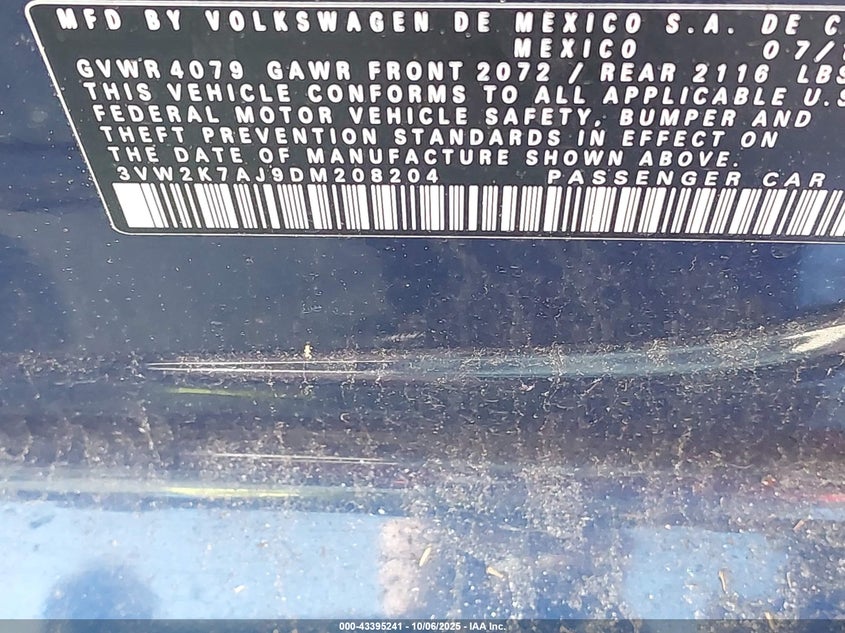 MFD BY VOLKSWAGEN DE MEXICO S.A. DE C
MEXICO 07/
GVWR 4079 GAWR FRONT 2072 / REAR 2116 LBS
THIS VEHICLE CONFORMS TO ALL APPLICABLE U.S
FEDERAL MOTOR VEHICLE SAFETY, BUMPER AND
THEFT PREVENTION STANDARDS IN EFFECT ON
THE DATE OF MANUFACTURE SHOWN ABOVE.
3VW2K7AJ9DM208204 PASSENGER CAR
000-43395241 - 10/06/2025 - IAA Inc.